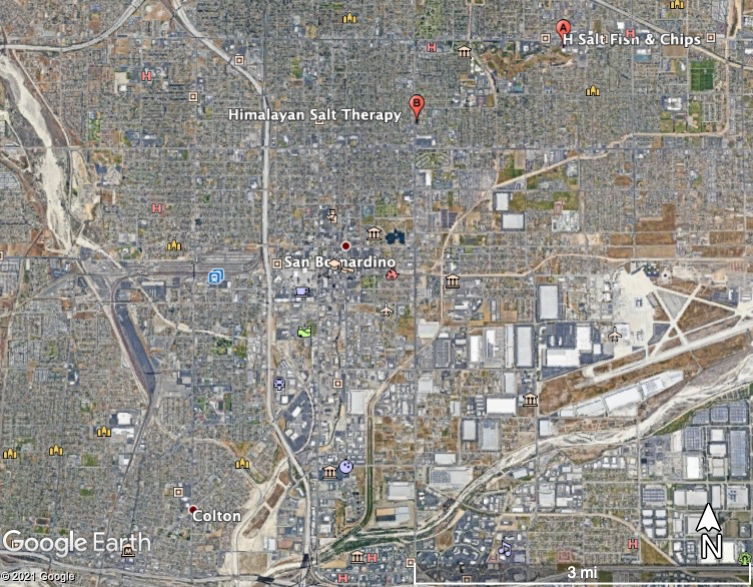 A
H Salt Fish & Chips
B
Himalayan Salt Therapy
San Bernardino
Colton
Google Earth
© 2021 Google
N
3 mi